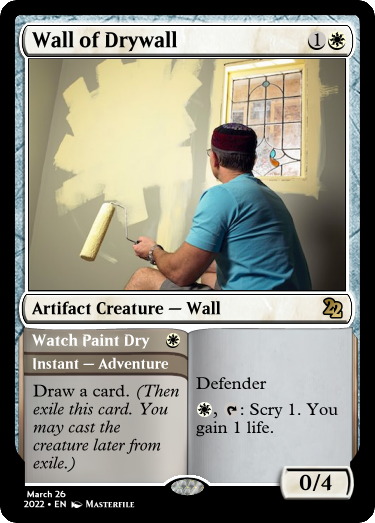 Wall of Drywall 1
Artifact Creature — Wall 22
Watch Paint Dry
Instant — Adventure
Draw a card. (Then
exile this card. You
may cast the
creature later from
exile.)
Defender
, : Scry 1. You
gain 1 life.
0/4
March 26
2022 • EN Masterfile